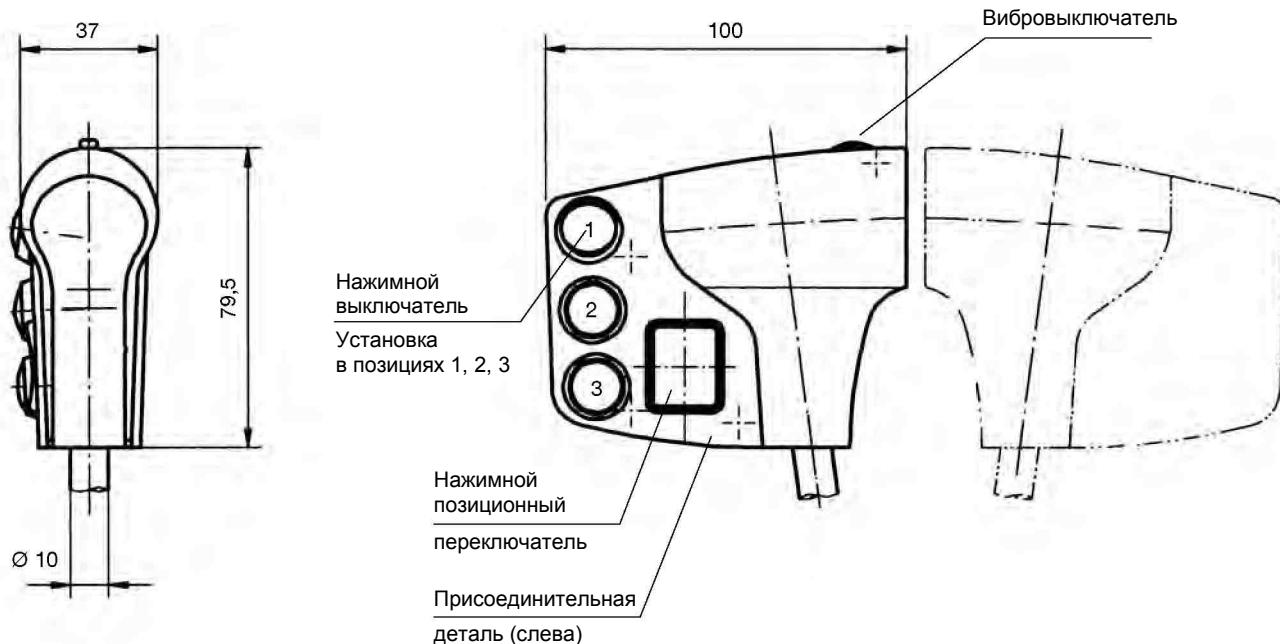 37
100
Вибровыключатель
79,5
1
2
3
Нажимной
выключатель
Установка
в позициях 1, 2, 3
Нажимной
позиционный
переключатель
Ø 10
Присоединительная
деталь (слева)